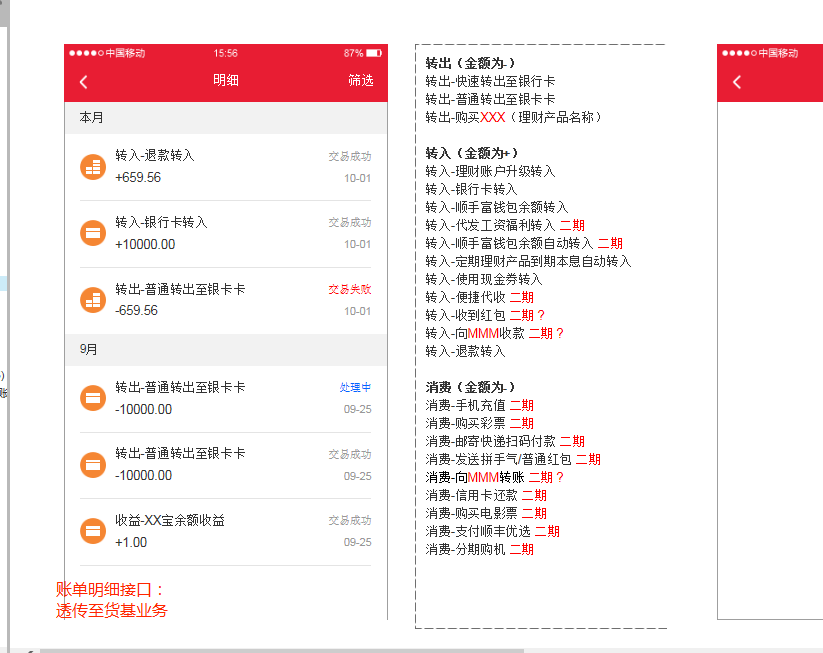 中国移动 15:56 87%
明细 筛选
本月
转入-退款转入 交易成功
+659.56 10-01
转入-银行卡转入 交易成功
+10000.00 10-01
转出-普通转出至银卡卡 交易失败
-659.56 10-01
9月
转出-普通转出至银卡卡 处理中
-10000.00 09-25
转出-普通转出至银卡卡 交易成功
-10000.00 09-25
收益-XX宝余额收益 交易成功
+1.00 09-25
账单明细接口：
透传至货基业务
转出（金额为-）
转出-快速转出至银行卡
转出-普通转出至银卡卡
转出-购买XXX（理财产品名称）
转入（金额为+）
转入-理财账户升级转入
转入-银行卡转入
转入-顺手富钱包余额转入
转入-代发工资福利转入 二期
转入-顺手富钱包余额自动转入 二期
转入-定期理财产品到期本息自动转入
转入-使用现金券转入
转入-便捷代收 二期
转入-收到红包 二期？
转入-向MMM收款 二期？
转入-退款转入
消费（金额为-）
消费-手机充值 二期
消费-购买彩票 二期
消费-邮寄快递扫码付款 二期
消费-发送拼手气/普通红包 二期
消费-向MMM转账 二期？
消费-信用卡还款 二期
消费-购买电影票 二期
消费-支付顺丰优选 二期
消费-分期购机 二期
中国移动
)
账